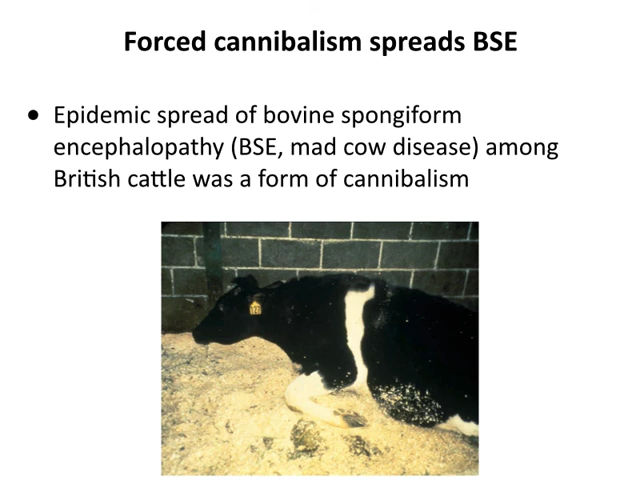 Forced cannibalism spreads BSE
● Epidemic spread of bovine spongiform
encephalopathy (BSE, mad cow disease) among
British cattle was a form of cannibalism